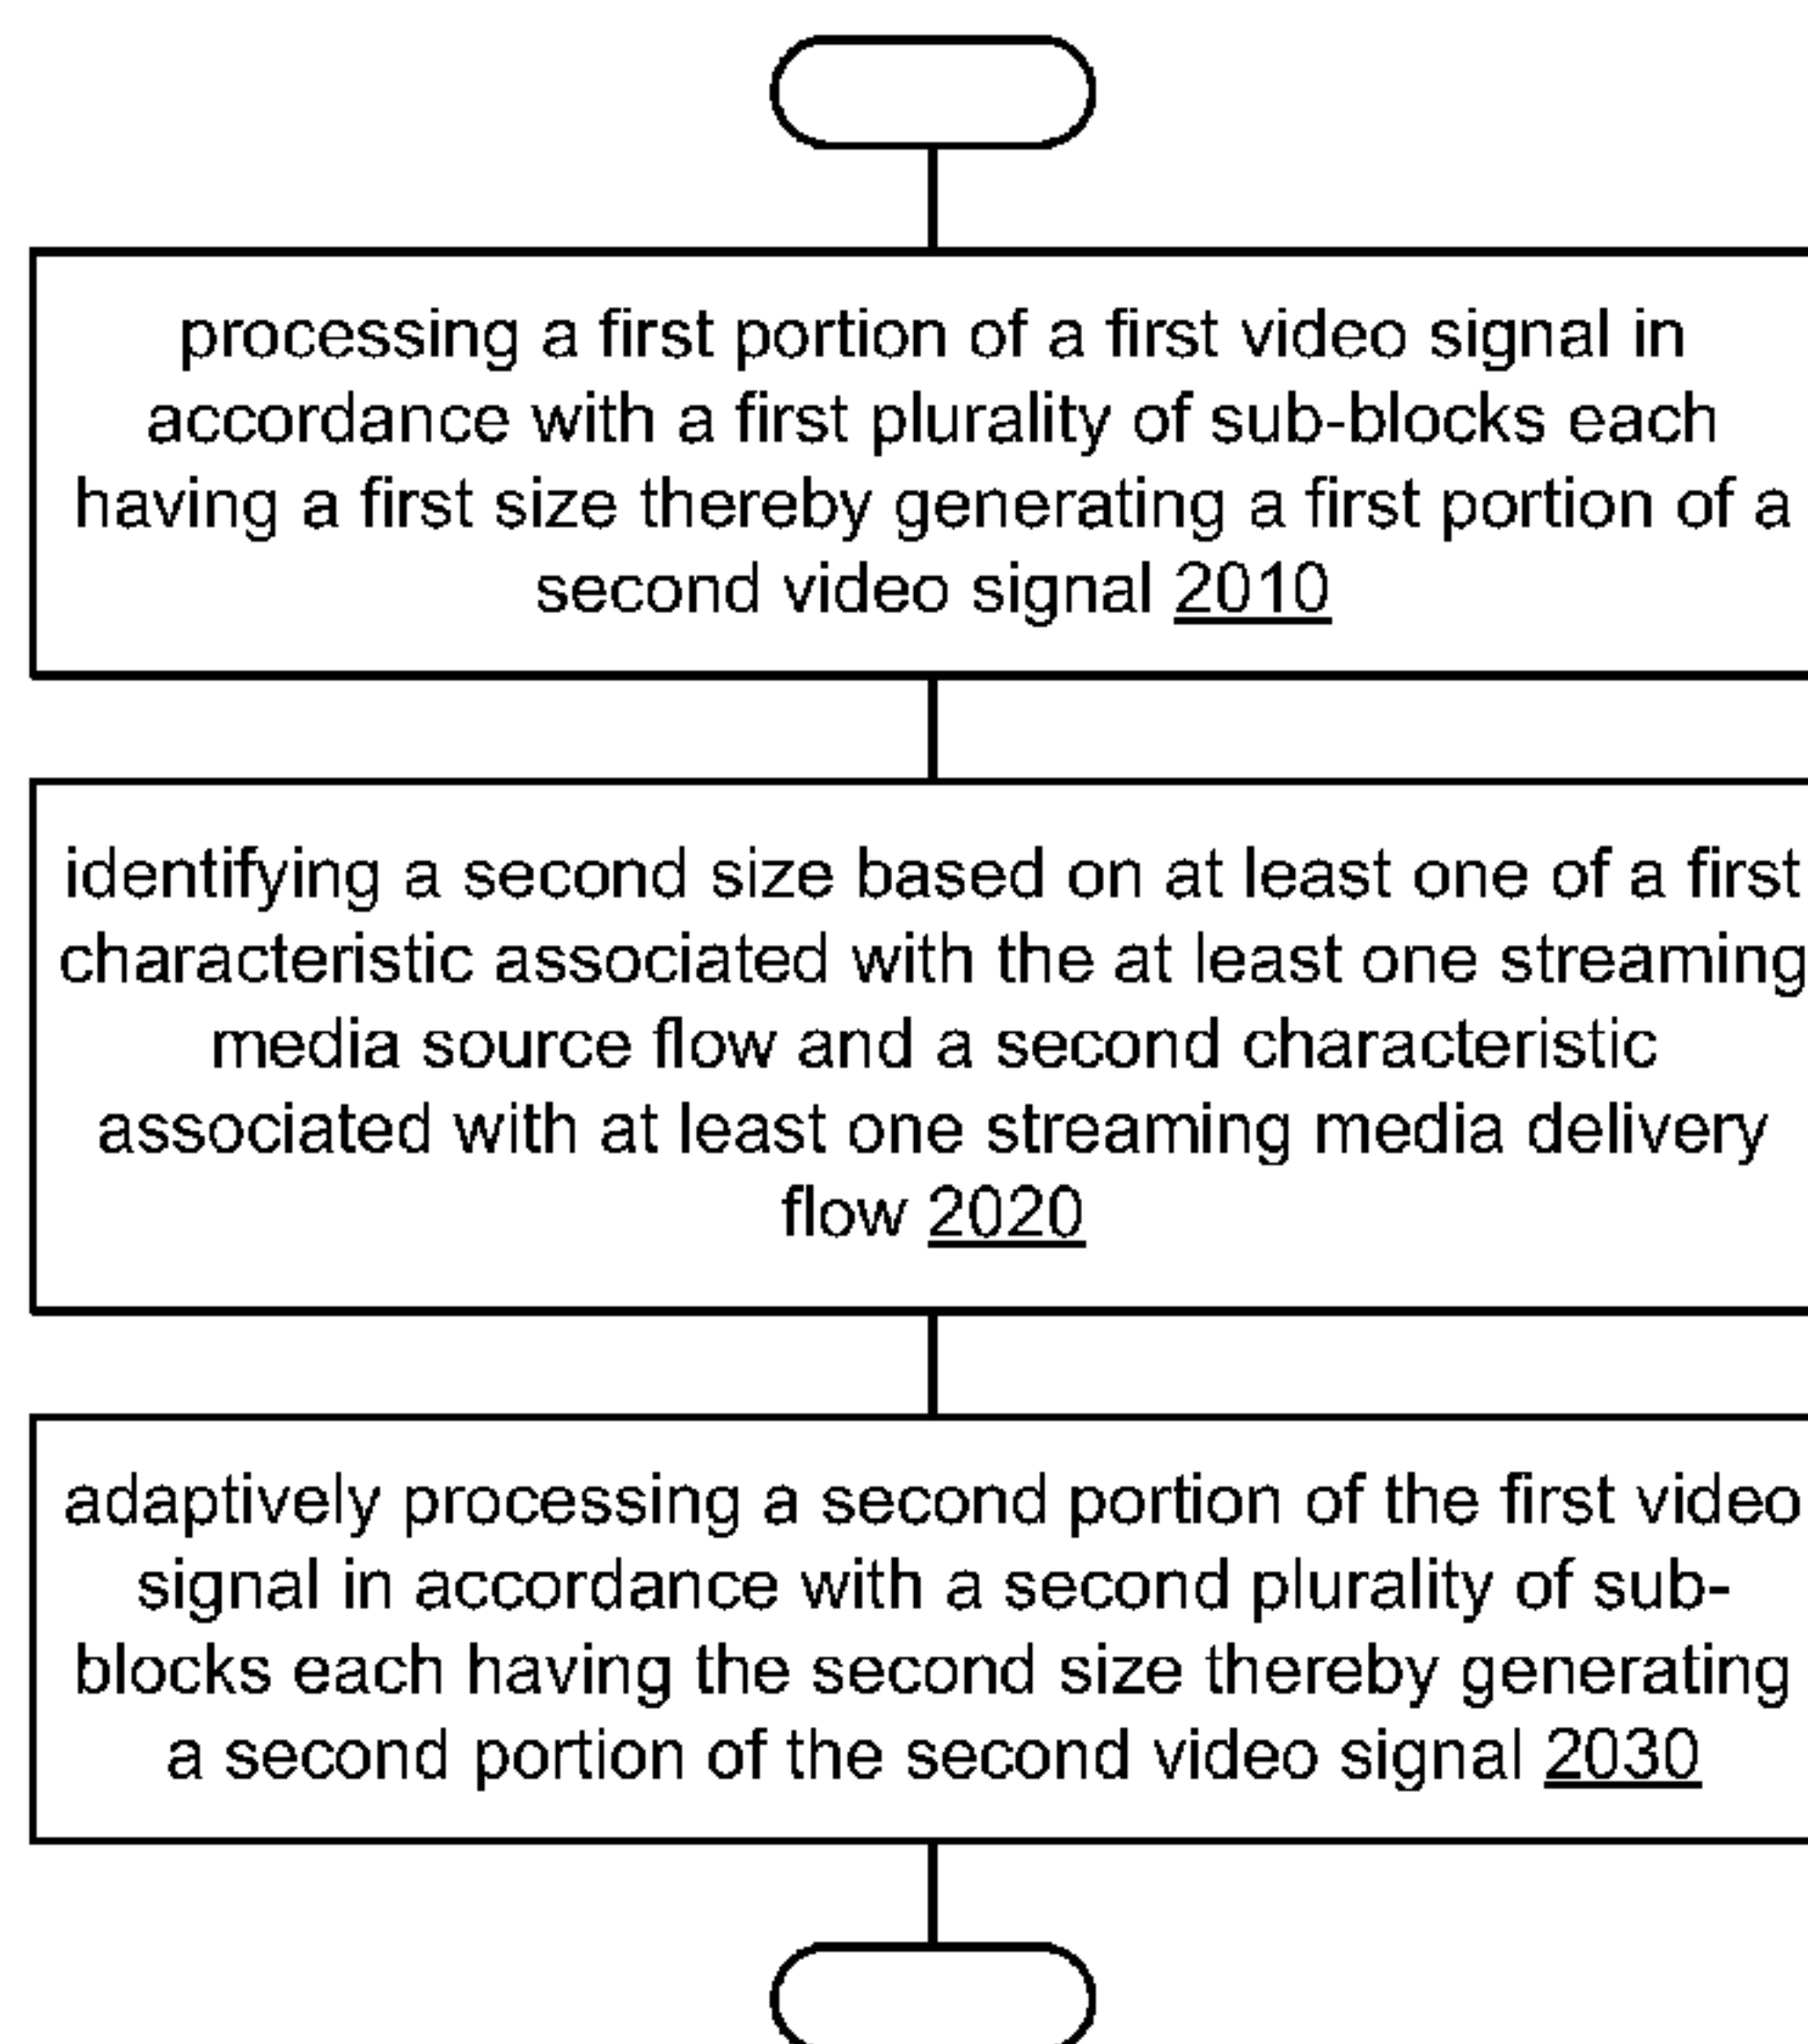 processing a first portion of a first video signal in
accordance with a first plurality of sub-blocks each
having a first size thereby generating a first portion of a
second video signal 2010
identifying a second size based on at least one of a first
characteristic associated with the at least one streaming
media source flow and a second characteristic
associated with at least one streaming media delivery
flow 2020
adaptively processing a second portion of the first video
signal in accordance with a second plurality of sub-
blocks each having the second size thereby generating
a second portion of the second video signal 2030